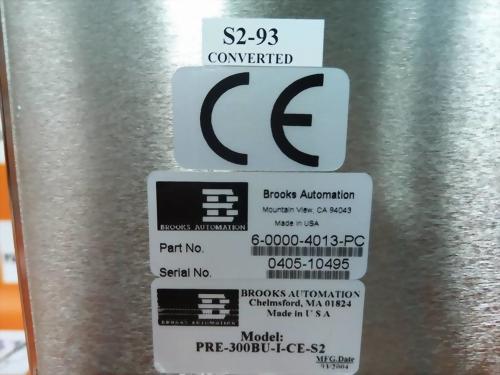 S2-93
CONVERTED
CE
BROOKS AUTOMATION
Brooks Automation
Mountain View, CA 94043
Made in USA
Part No. 6-0000-4013-PC
Serial No. 0405-10495
BROOKS AUTOMATION
BROOKS AUTOMATION
Chelmsford, MA 01824
Made in U S A
Model:
PRE-300BU-I-CE-S2
MFG.Date